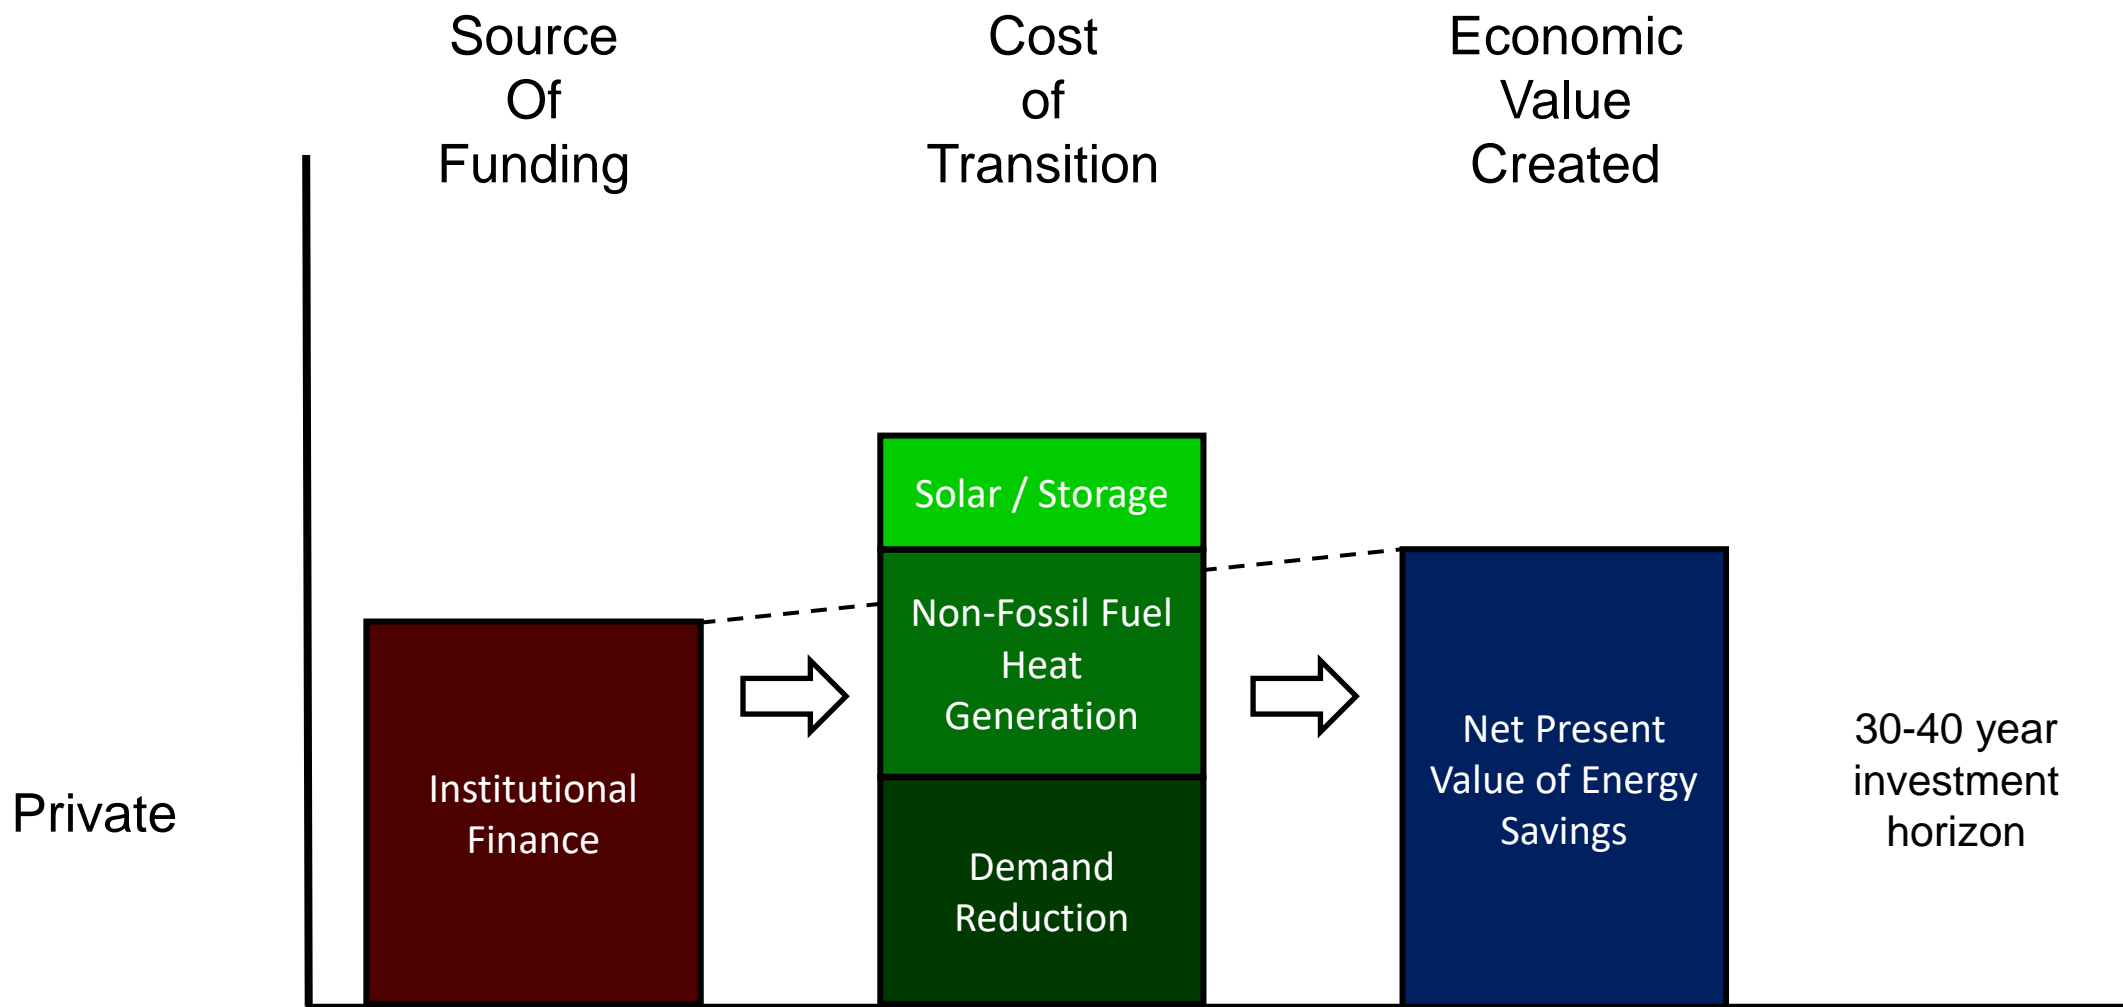 Source
Of
Funding
Cost
of
Transition
Economic
Value
Created
Solar / Storage
Non-Fossil Fuel
Heat
Generation
Demand
Reduction
Private
Institutional
Finance
Net Present
Value of Energy
Savings
30-40 year
investment
horizon